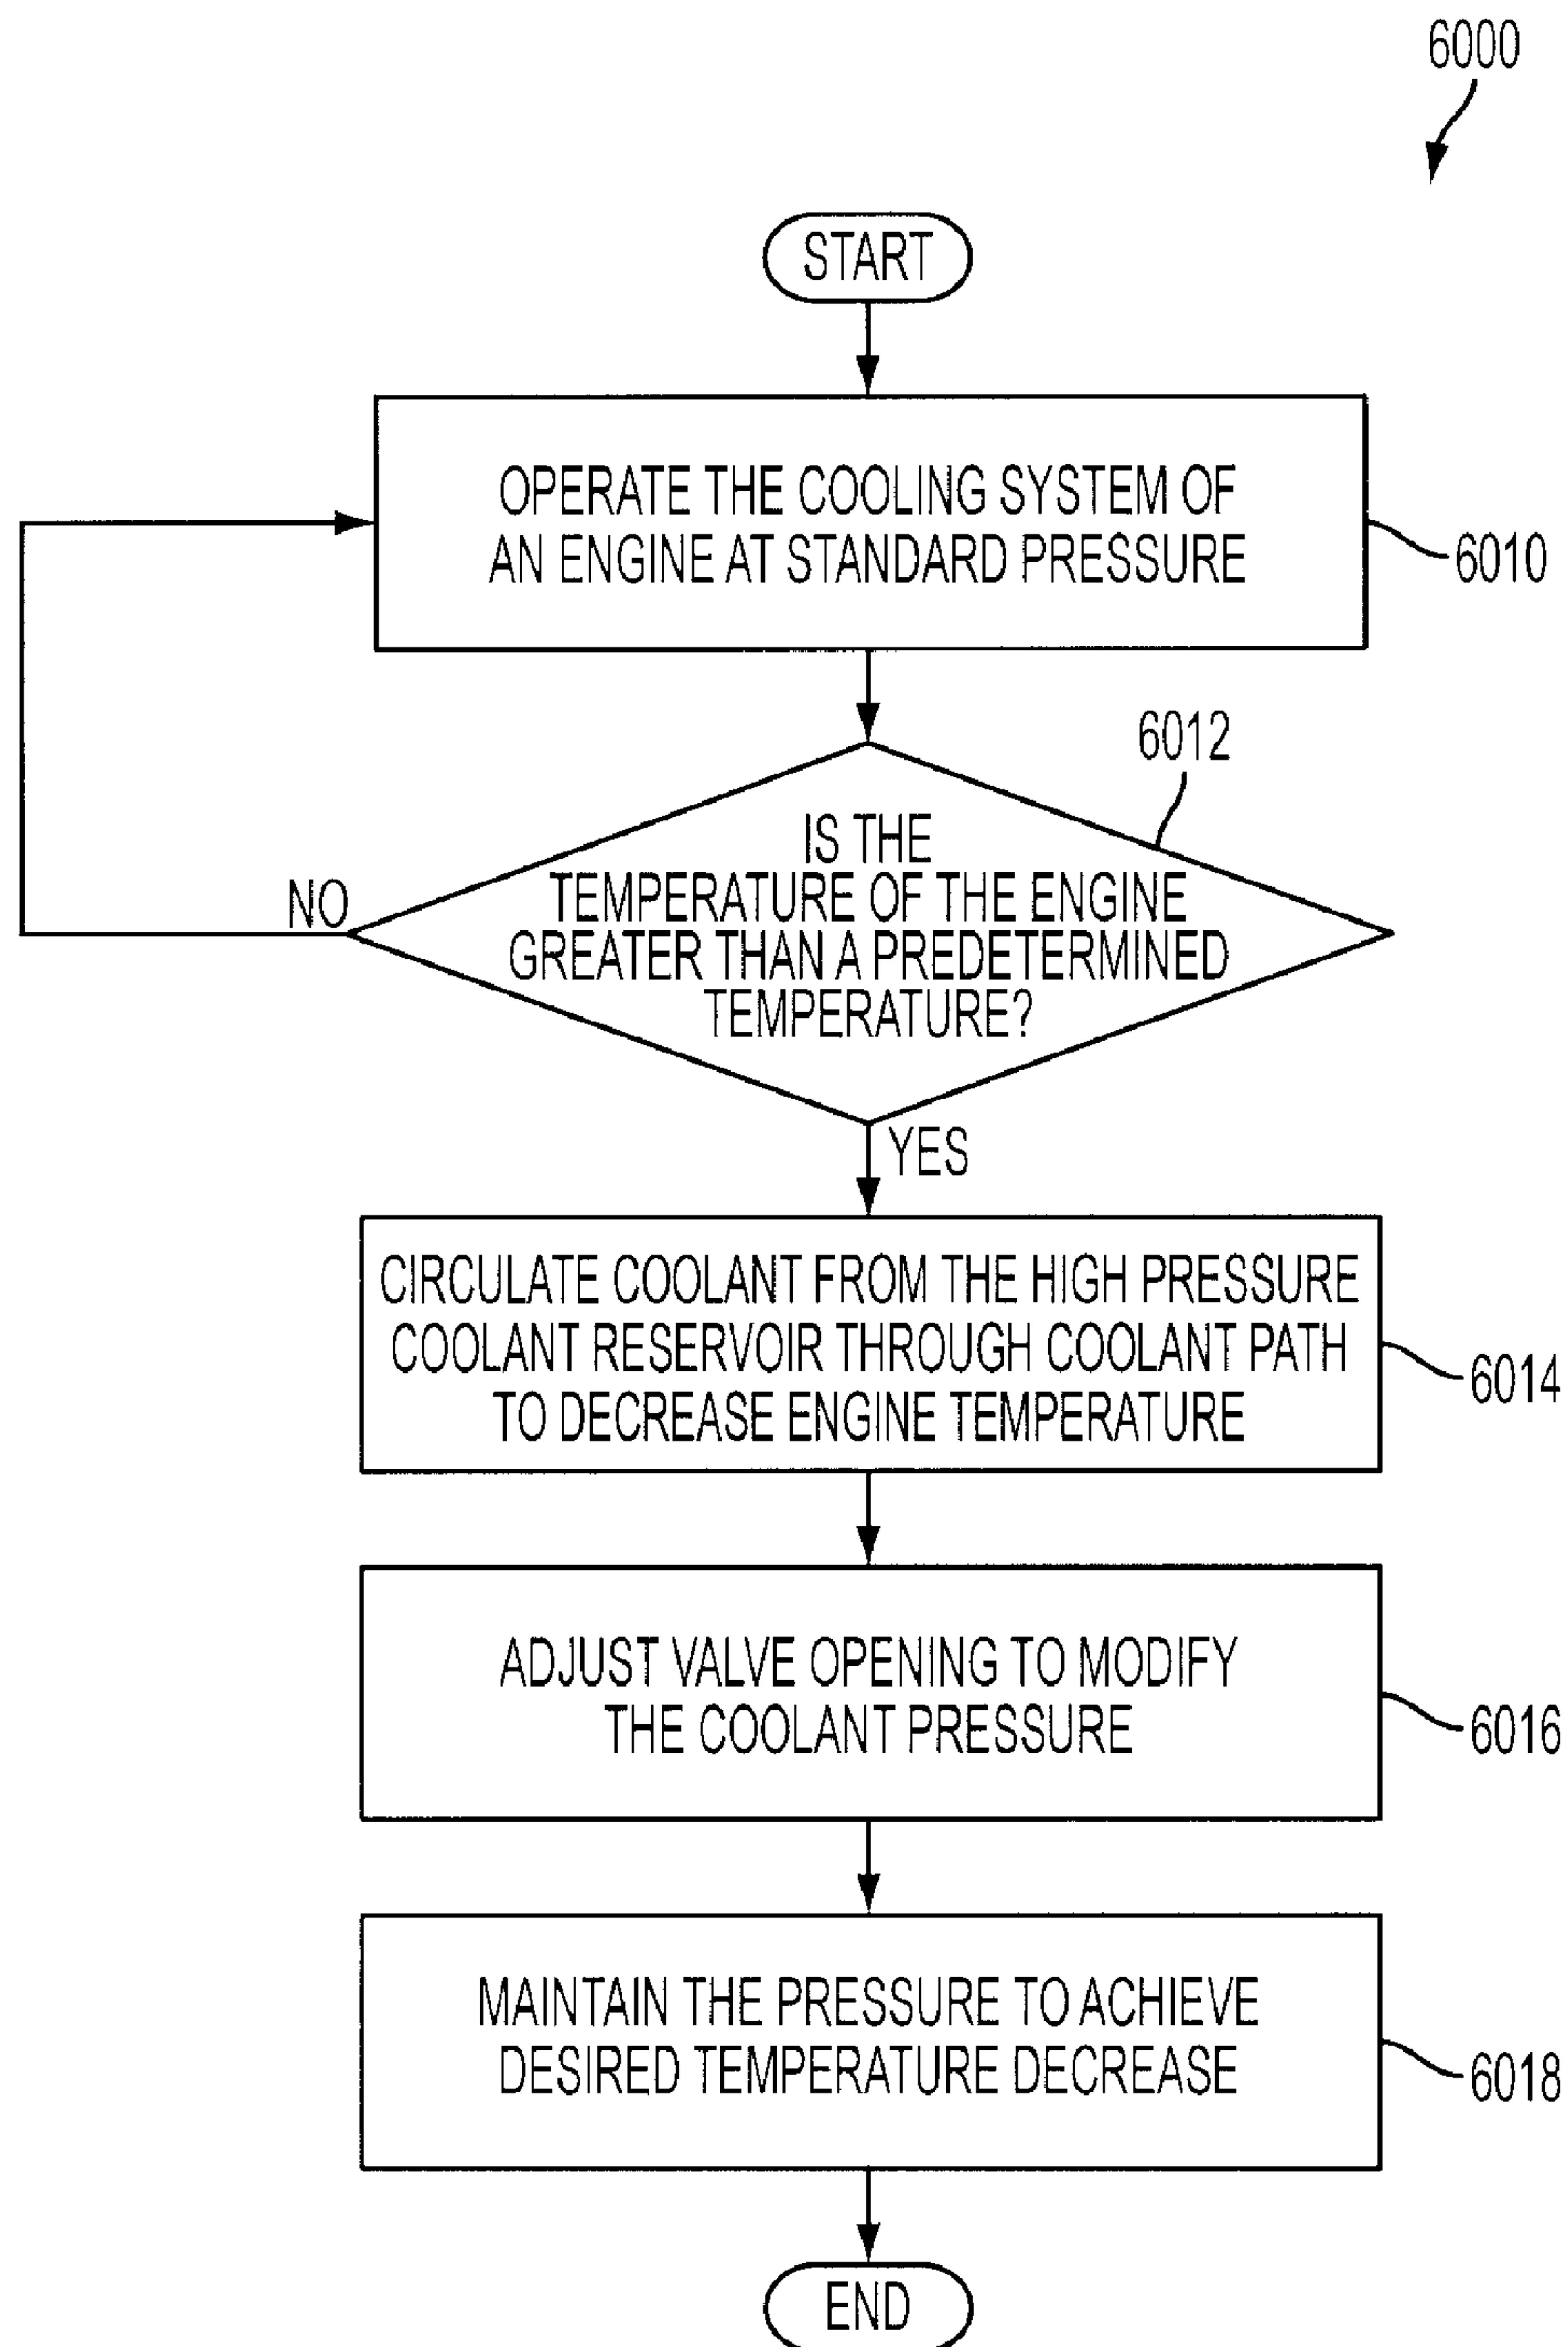 6000
START
OPERATE THE COOLING SYSTEM OF
AN ENGINE AT STANDARD PRESSURE
6010
6012
IS THE
TEMPERATURE OF THE ENGINE
GREATER THAN A PREDETERMINED
TEMPERATURE?
NO
YES
CIRCULATE COOLANT FROM THE HIGH PRESSURE
COOLANT RESERVOIR THROUGH COOLANT PATH
TO DECREASE ENGINE TEMPERATURE
6014
ADJUST VALVE OPENING TO MODIFY
THE COOLANT PRESSURE
6016
MAINTAIN THE PRESSURE TO ACHIEVE
DESIRED TEMPERATURE DECREASE
6018
END